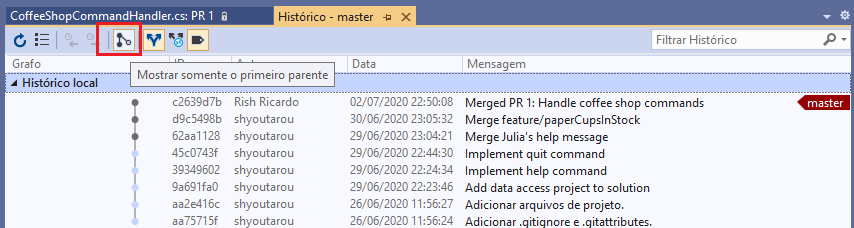 CoffeeShopCommandHandler.cs: PR 1 Histórico - master
Filtrar Histórico
Grafo Data Mensagem
Mostrar somente o primeiro parente
Histórico local
c2639d7b Rish Ricardo 02/07/2020 22:50:08 Merged PR 1: Handle coffee shop commands master
d9c5498b shyoutarou 30/06/2020 23:05:32 Merge feature/paperCupsInStock
62aa1128 shyoutarou 29/06/2020 23:04:21 Merge Julia's help message
45c0743f shyoutarou 29/06/2020 22:44:30 Implement quit command
39349602 shyoutarou 29/06/2020 22:24:34 Implement help command
9a691fa0 shyoutarou 29/06/2020 22:23:46 Add data access project to solution
aa2e416c shyoutarou 26/06/2020 11:56:27 Adicionar arquivos de projeto.
aa75715f shyoutarou 26/06/2020 11:56:24 Adicionar .gitignore e .gitattributes.